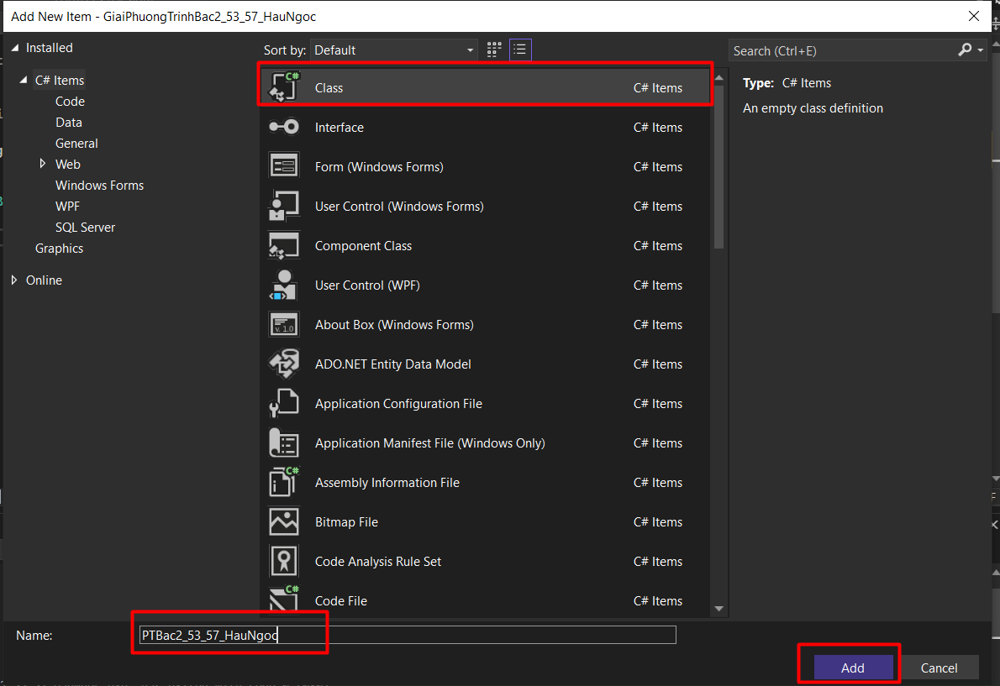 Add New Item - GiaiPhuongTrinhBac2_53_57_HauNgoc
Installed
C# Items
Code
Data
General
Web
Windows Forms
WPF
SQL Server
Graphics
Online
Sort by: Default
Class C# Items
Interface C# Items
Form (Windows Forms) C# Items
User Control (Windows Forms) C# Items
Component Class C# Items
User Control (WPF) C# Items
About Box (Windows Forms) C# Items
ADO.NET Entity Data Model C# Items
Application Configuration File C# Items
Application Manifest File (Windows Only) C# Items
Assembly Information File C# Items
Bitmap File C# Items
Code Analysis Rule Set C# Items
Code File C# Items
Search (Ctrl+E)
Type: C# Items
An empty class definition
Name: PTBac2_53_57_HauNgoc
Add Cancel